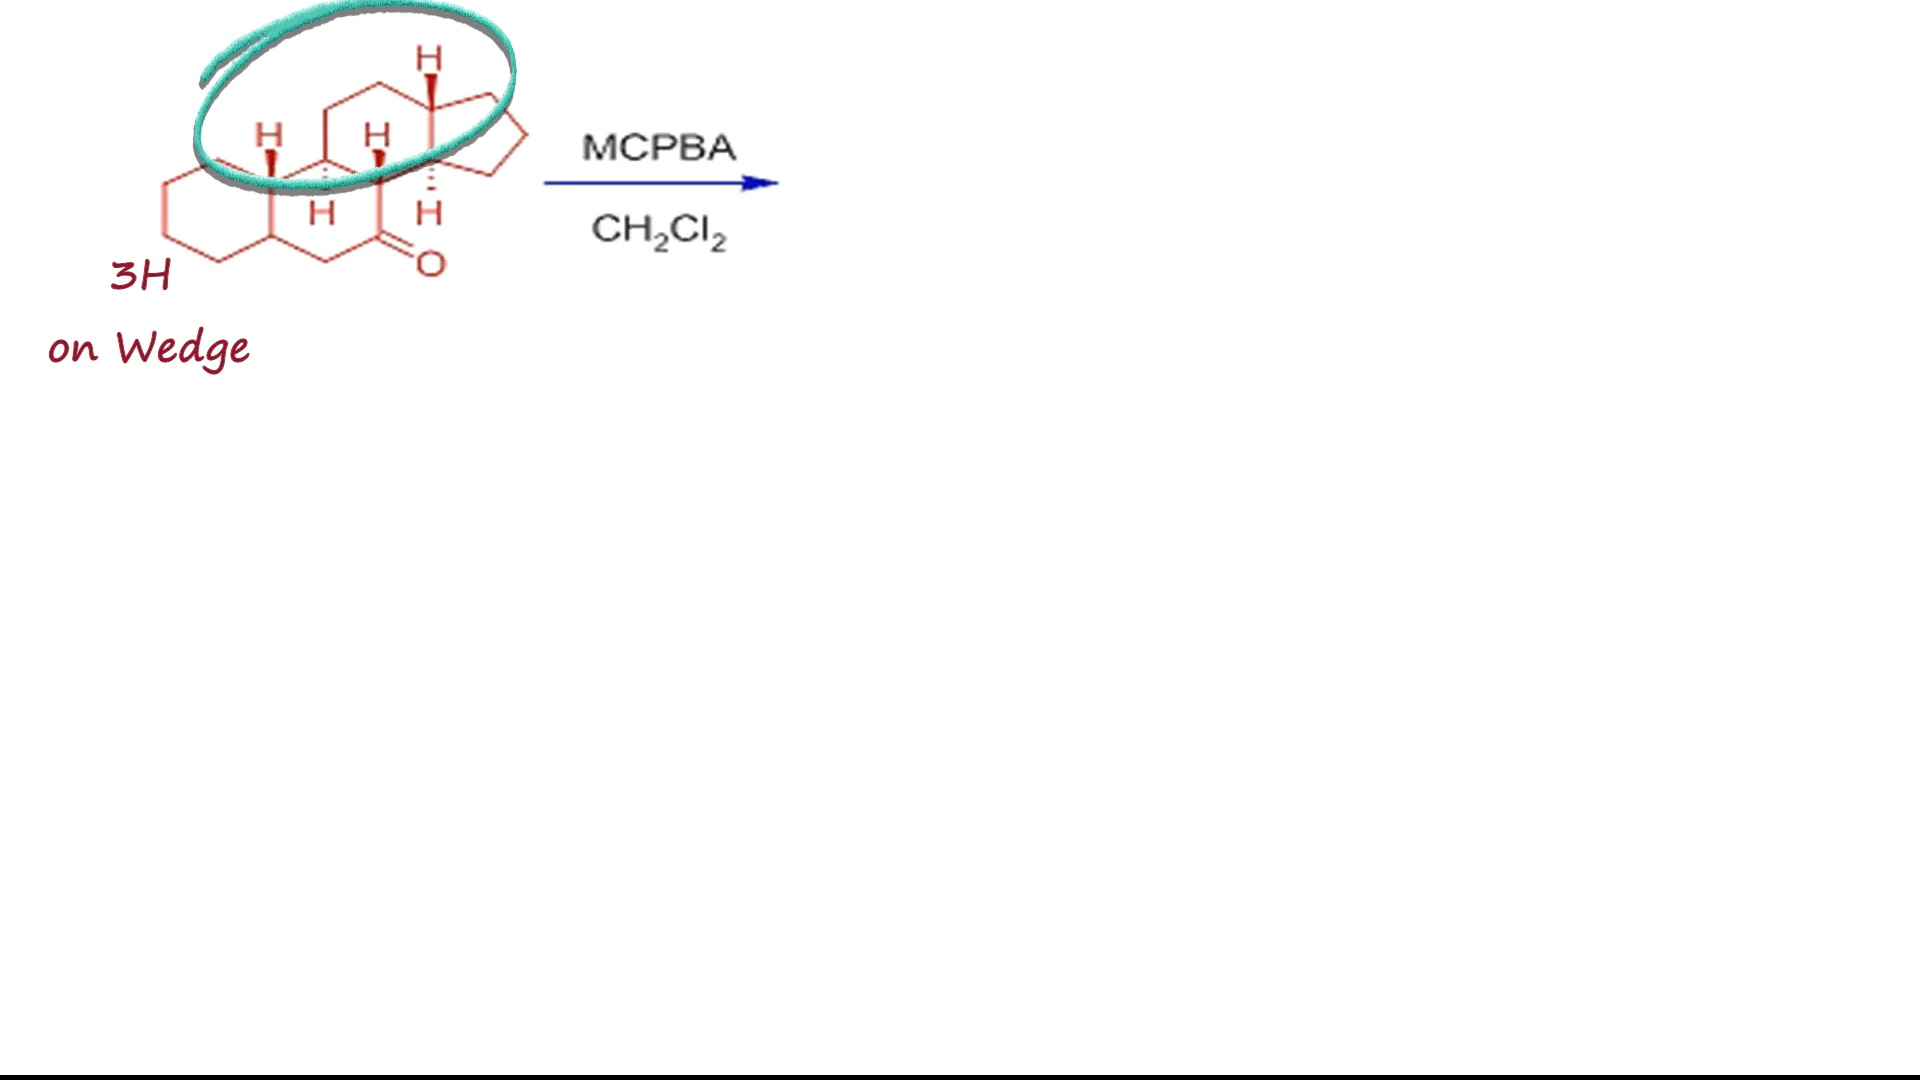 H
H H
MCPBA
H H
CH₂Cl₂
O
3H
on Wedge